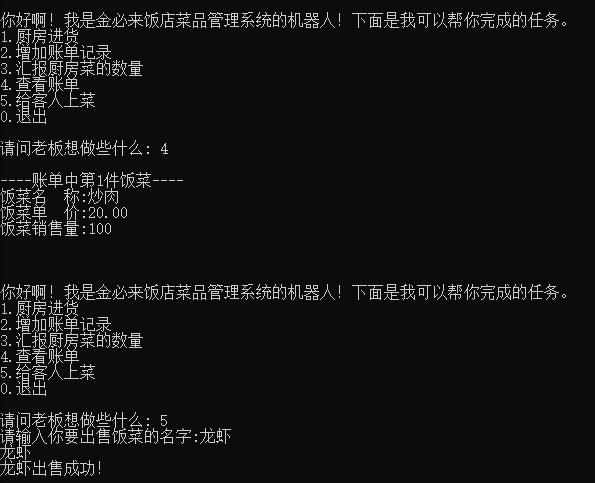 你好啊! 我是金必来饭店菜品管理系统的机器人! 下面是我可以帮你完成的任务。
1.厨房进货
2.增加账单记录
3.汇报厨房菜的数量
4.查看账单
5.给客人上菜
0.退出
请问老板想做些什么: 4
----账单中第1件饭菜----
饭菜名　称:炒肉
饭菜单　价:20.00
饭菜销售量:100
你好啊! 我是金必来饭店菜品管理系统的机器人! 下面是我可以帮你完成的任务。
1.厨房进货
2.增加账单记录
3.汇报厨房菜的数量
4.查看账单
5.给客人上菜
0.退出
请问老板想做些什么: 5
请输入你要出售饭菜的名字:龙虾
龙虾
龙虾出售成功!